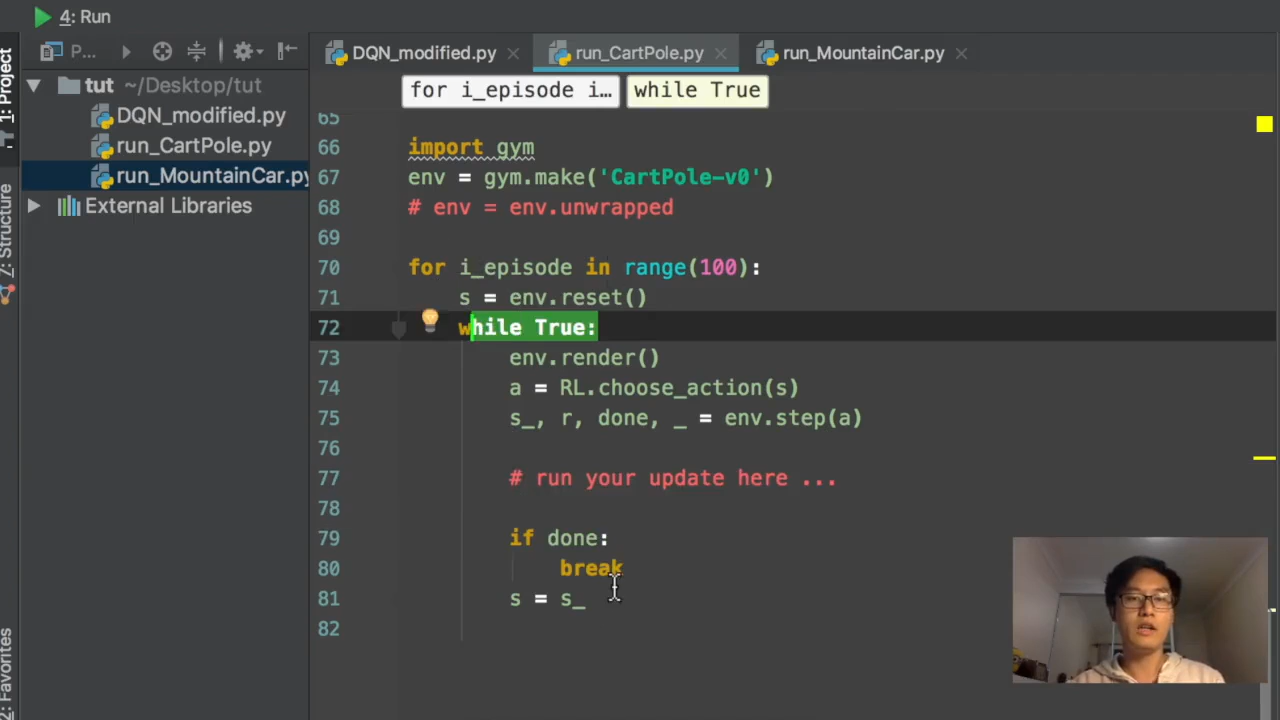 4: Run
P...
DQN_modified.py
run_CartPole.py
run_MountainCar.py
1: Project
tut ~/Desktop/tut
DQN_modified.py
run_CartPole.py
run_MountainCar.py
External Libraries
7: Structure
2: Favorites
for i_episode i...
while True
65
66 import gym
67 env = gym.make('CartPole-v0')
68 # env = env.unwrapped
69
70 for i_episode in range(100):
71 s = env.reset()
72 while True:
73 env.render()
74 a = RL.choose_action(s)
75 s_, r, done, _ = env.step(a)
76
77 # run your update here ...
78
79 if done:
80 break
81 s = s_
82